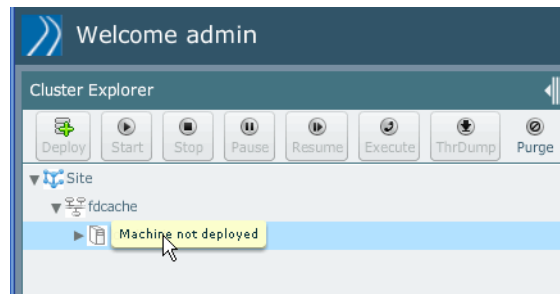 Welcome admin
Cluster Explorer
Deploy Start Stop Pause Resume Execute ThrDump Purge
Site
fdcache
Machine not deployed